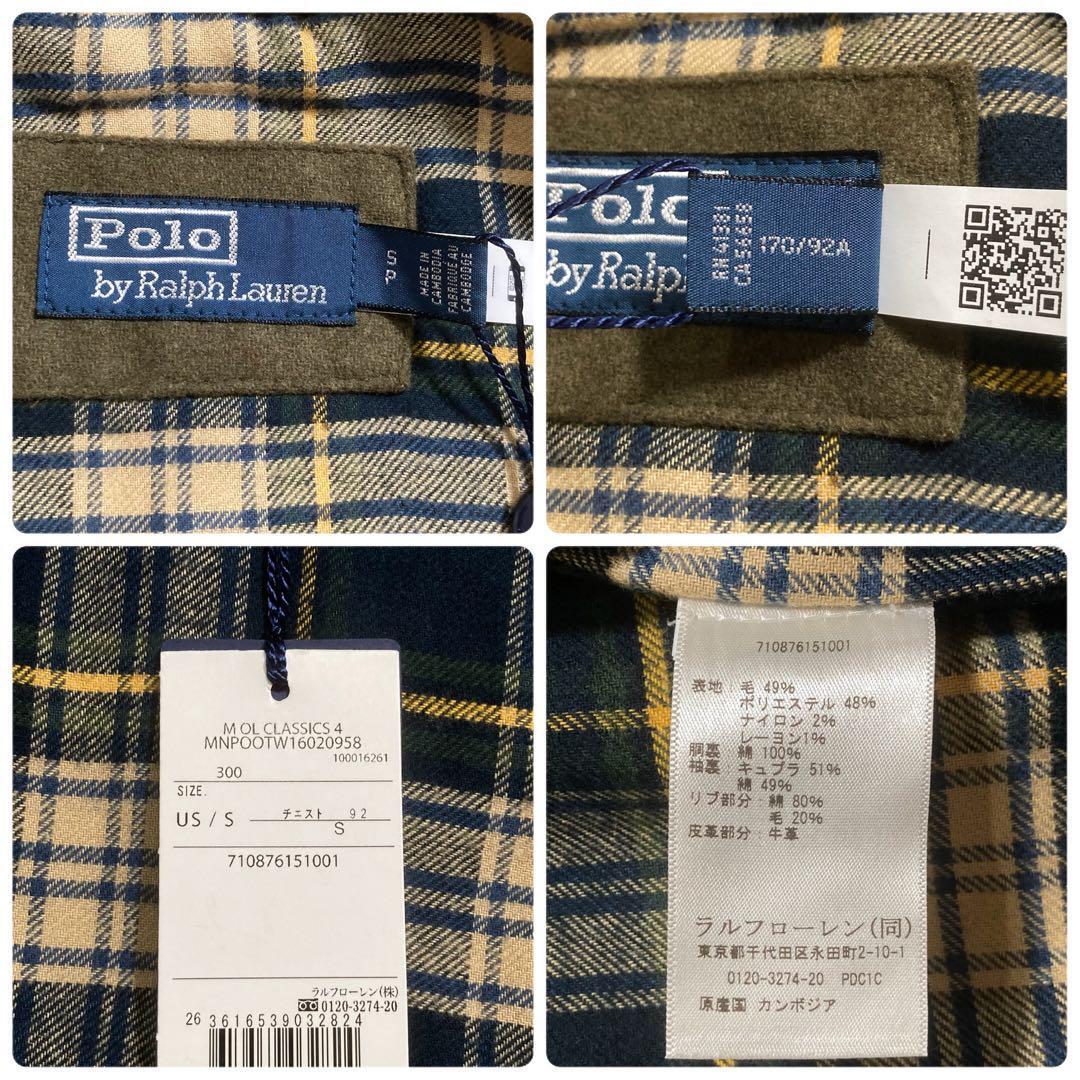 Polo
by Ralph Lauren
S/P
MADE IN
CAMBODIA
FABRIQUE AU
CAMBODGE
Polo
by Ralph
RN41381
CA56858
170/92A
M OL CLASSICS 4
MNPOOTW16020958
100016261
300
SIZE.
US / S
チェスト 92
S
710876151001
ラルフローレン(株)
0120-3274-20
26 3616539032824
710876151001
表地: 毛 49%
ポリエステル 48%
ナイロン 2%
レーヨン1%
胴裏 綿 100%
袖裏 キュプラ 51%
綿 49%
リブ部分: 綿 80%
毛 20%
皮革部分: 牛革
ラルフローレン(同)
東京都千代田区永田町2-10-1
0120-3274-20 PDC1C
原産国 カンボジア